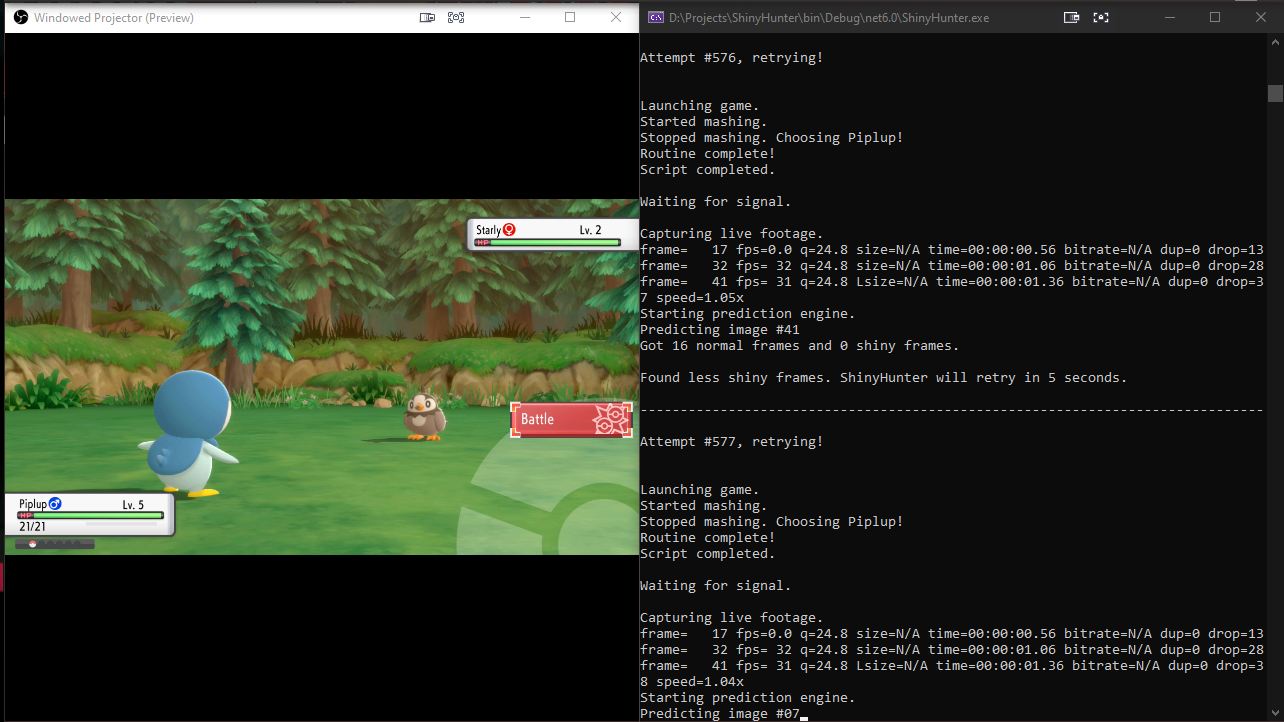 Windowed Projector (Preview)
Starly♀ Lv. 2
HP
Battle
Piplup♂ Lv. 5
HP
21/21
C:\ D:\Projects\ShinyHunter\bin\Debug\net6.0\ShinyHunter.exe
Attempt #576, retrying!
Launching game.
Started mashing.
Stopped mashing. Choosing Piplup!
Routine complete!
Script completed.
Waiting for signal.
Capturing live footage.
frame=   17 fps=0.0 q=24.8 size=N/A time=00:00:00.56 bitrate=N/A dup=0 drop=13
frame=   32 fps= 32 q=24.8 size=N/A time=00:00:01.06 bitrate=N/A dup=0 drop=28
frame=   41 fps= 31 q=24.8 Lsize=N/A time=00:00:01.36 bitrate=N/A dup=0 drop=3
7 speed=1.05x
Starting prediction engine.
Predicting image #41
Got 16 normal frames and 0 shiny frames.
Found less shiny frames. ShinyHunter will retry in 5 seconds.
------------------------------------------------------------------------------
Attempt #577, retrying!
Launching game.
Started mashing.
Stopped mashing. Choosing Piplup!
Routine complete!
Script completed.
Waiting for signal.
Capturing live footage.
frame=   17 fps=0.0 q=24.8 size=N/A time=00:00:00.56 bitrate=N/A dup=0 drop=13
frame=   32 fps= 32 q=24.8 size=N/A time=00:00:01.06 bitrate=N/A dup=0 drop=28
frame=   41 fps= 31 q=24.8 Lsize=N/A time=00:00:01.36 bitrate=N/A dup=0 drop=3
8 speed=1.04x
Starting prediction engine.
Predicting image #07